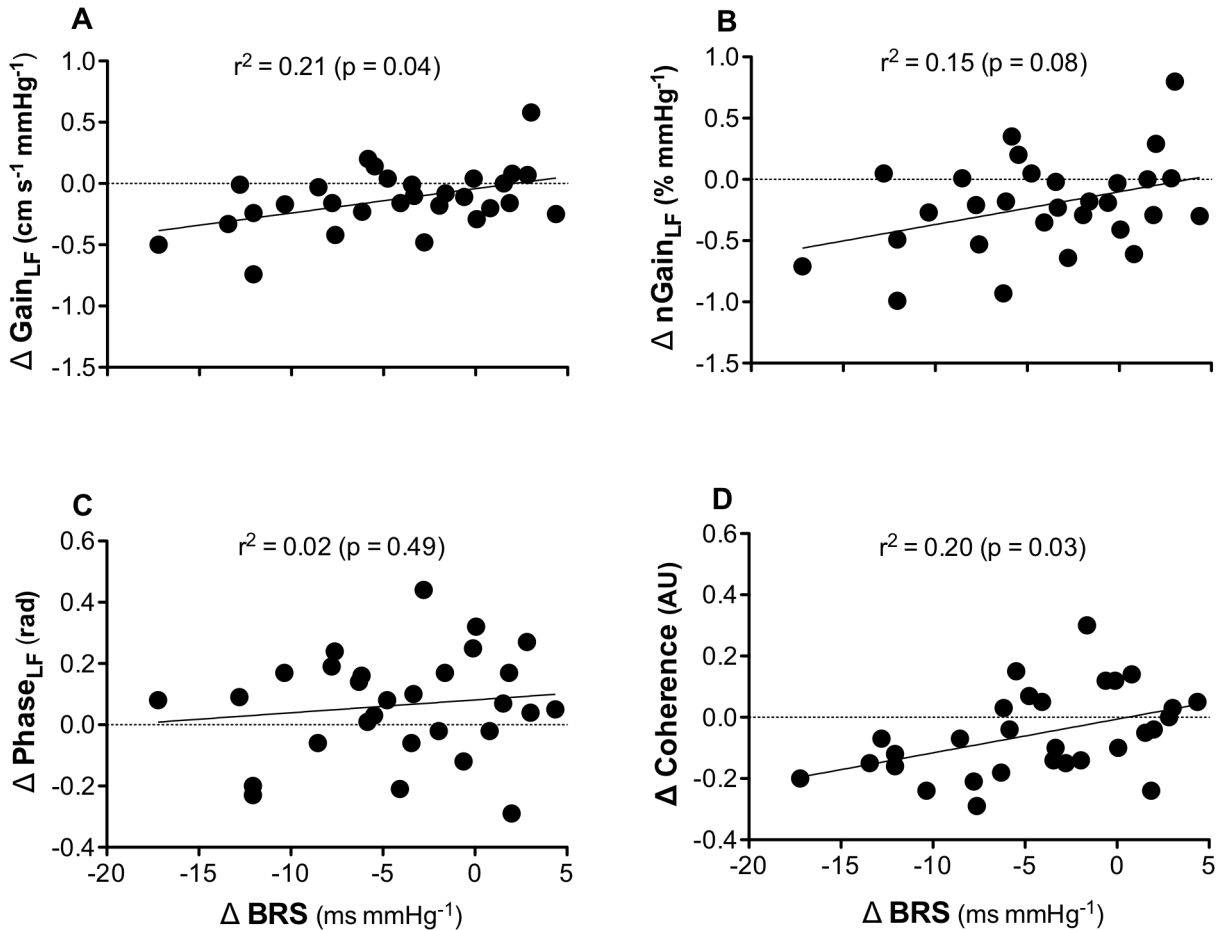 A
r² = 0.21 (p = 0.04)
Δ Gain_LF (cm s⁻¹ mmHg⁻¹)
1.0
0.5
0.0
-0.5
-1.0
-1.5
B
r² = 0.15 (p = 0.08)
Δ nGain_LF (% mmHg⁻¹)
1.0
0.5
0.0
-0.5
-1.0
-1.5
C
r² = 0.02 (p = 0.49)
Δ Phase_LF (rad)
0.6
0.4
0.2
0.0
-0.2
-0.4
-20 -15 -10 -5 0 5
Δ BRS (ms mmHg⁻¹)
D
r² = 0.20 (p = 0.03)
Δ Coherence (AU)
0.6
0.4
0.2
0.0
-0.2
-0.4
-20 -15 -10 -5 0 5
Δ BRS (ms mmHg⁻¹)